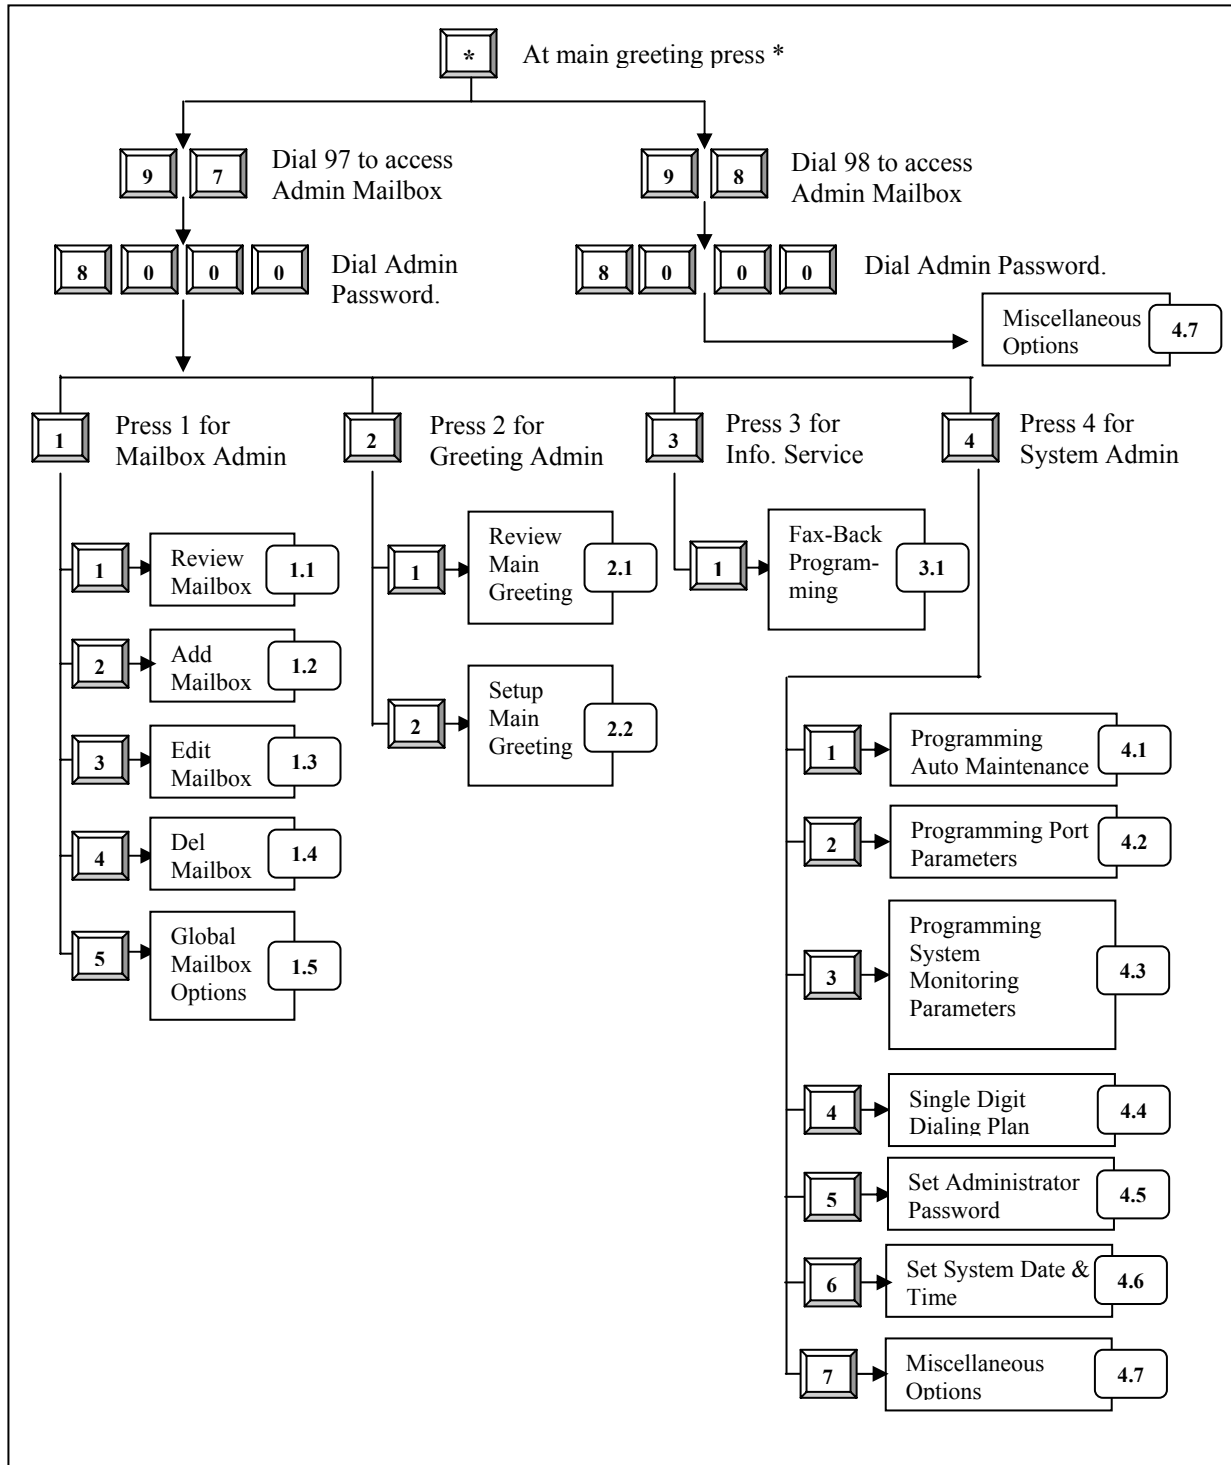 * At main greeting press *
9 7 Dial 97 to access
Admin Mailbox
9 8 Dial 98 to access
Admin Mailbox
8 0 0 0 Dial Admin
Password.
8 0 0 0 Dial Admin Password.
Miscellaneous
Options
4.7
1 Press 1 for
Mailbox Admin
1 Review
Mailbox
1.1
2 Add
Mailbox
1.2
3 Edit
Mailbox
1.3
4 Del
Mailbox
1.4
5 Global
Mailbox
Options
1.5
2 Press 2 for
Greeting Admin
1 Review
Main
Greeting
2.1
2 Setup
Main
Greeting
2.2
3 Press 3 for
Info. Service
1 Fax-Back
Program-
ming
3.1
4 Press 4 for
System Admin
1 Programming
Auto Maintenance
4.1
2 Programming Port
Parameters
4.2
3 Programming
System
Monitoring
Parameters
4.3
4 Single Digit
Dialing Plan
4.4
5 Set Administrator
Password
4.5
6 Set System Date &
Time
4.6
7 Miscellaneous
Options
4.7